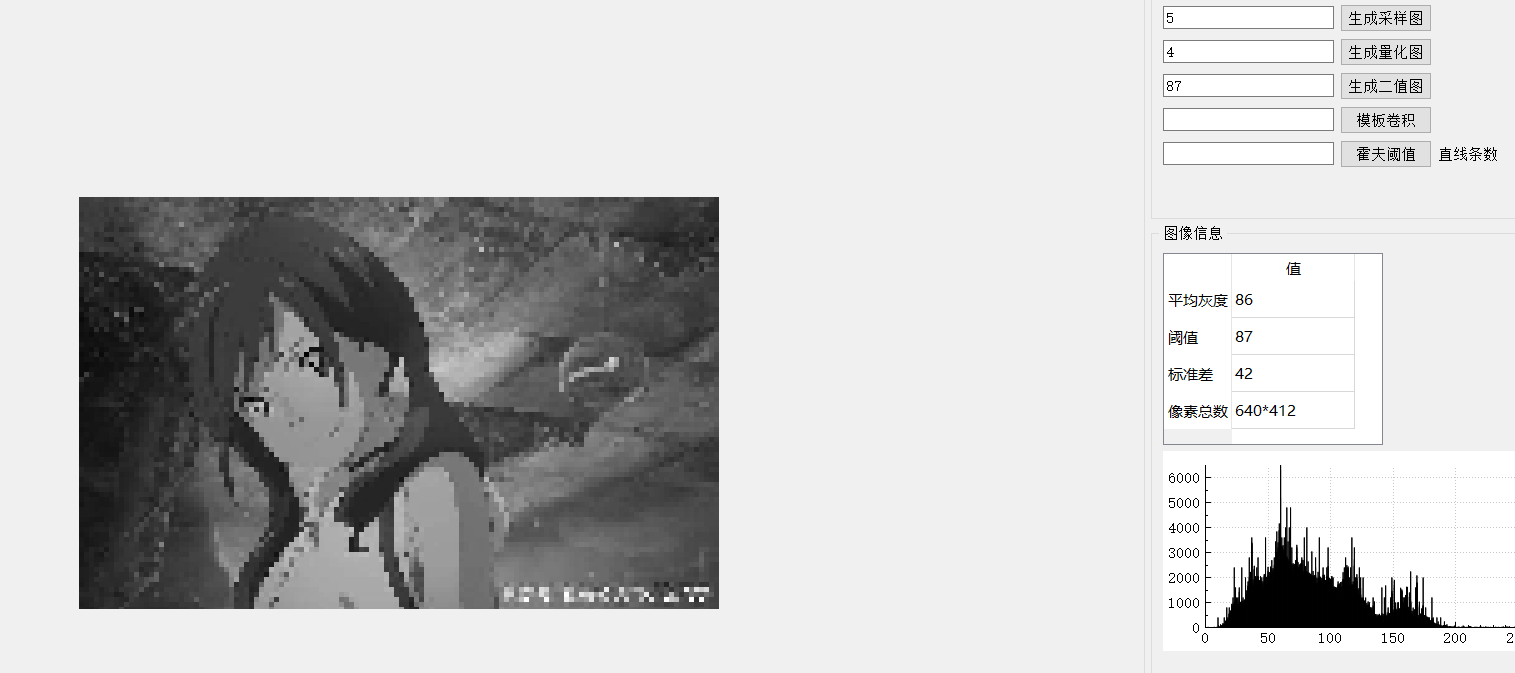 5 生成采样图
4 生成量化图
87 生成二值图
模板卷积
霍夫阈值 直线条数
图像信息
值
平均灰度 86
阈值 87
标准差 42
像素总数 640*412
6000
5000
4000
3000
2000
1000
0
0 50 100 150 200